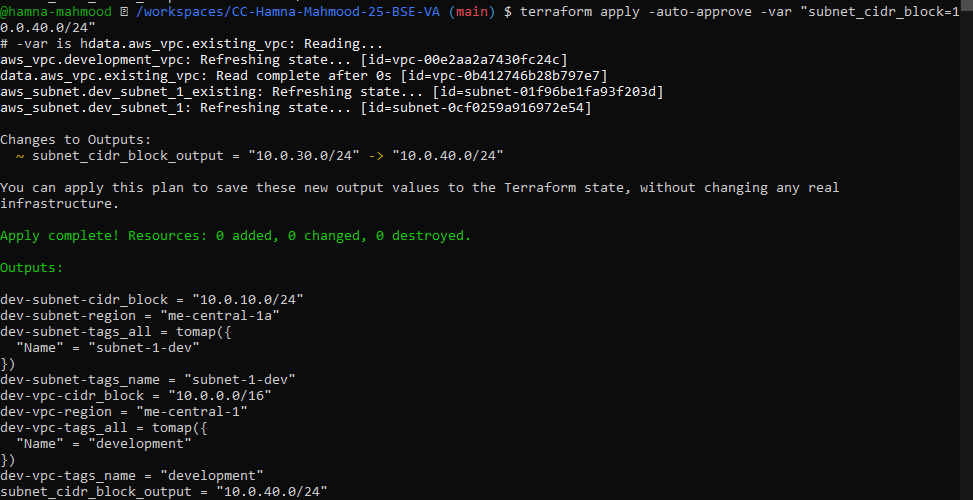 @hamna-mahmood /workspaces/CC-Hamna-Mahmood-25-BSE-VA (main) $ terraform apply -auto-approve -var "subnet_cidr_block=1
0.0.40.0/24"
# -var is hdata.aws_vpc.existing_vpc: Reading...
aws_vpc.development_vpc: Refreshing state... [id=vpc-00e2aa2a7430fc24c]
data.aws_vpc.existing_vpc: Read complete after 0s [id=vpc-0b412746b28b797e7]
aws_subnet.dev_subnet_1_existing: Refreshing state... [id=subnet-01f96be1fa93f203d]
aws_subnet.dev_subnet_1: Refreshing state... [id=subnet-0cf0259a916972e54]
Changes to Outputs:
~ subnet_cidr_block_output = "10.0.30.0/24" -> "10.0.40.0/24"
You can apply this plan to save these new output values to the Terraform state, without changing any real
infrastructure.
Apply complete! Resources: 0 added, 0 changed, 0 destroyed.
Outputs:
dev-subnet-cidr_block = "10.0.10.0/24"
dev-subnet-region = "me-central-1a"
dev-subnet-tags_all = tomap({
"Name" = "subnet-1-dev"
})
dev-subnet-tags_name = "subnet-1-dev"
dev-vpc-cidr_block = "10.0.0.0/16"
dev-vpc-region = "me-central-1"
dev-vpc-tags_all = tomap({
"Name" = "development"
})
dev-vpc-tags_name = "development"
subnet_cidr_block_output = "10.0.40.0/24"